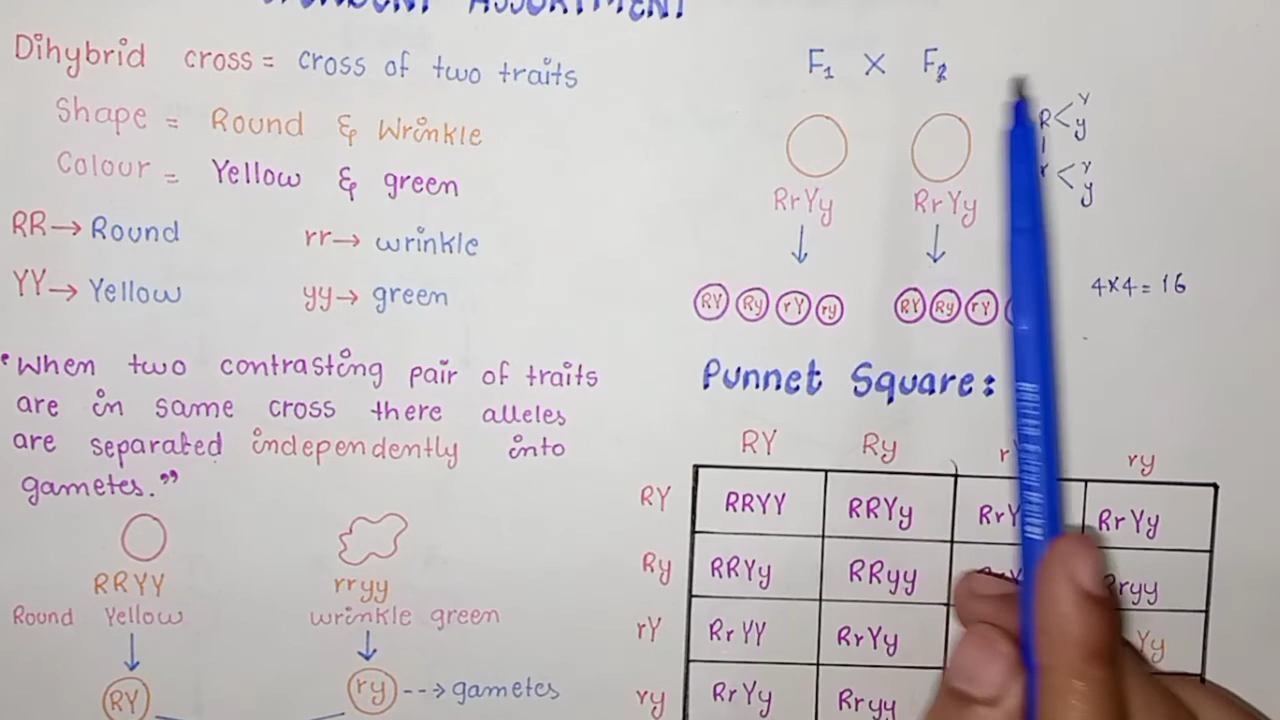 ASSORTMENT
Dihybrid cross = cross of two traits
Shape = Round & Wrinkle
Colour = Yellow & green
RR → Round
rr → wrinkle
YY → Yellow
yy → green
"When two contrasting pair of traits
are in same cross there alleles
are separated independently into
gametes."
RRYY
rryy
Round Yellow
wrinkle green
RY
ry --→ gametes
F1 × F2
R < Y
y
r < Y
y
RrYy RrYy
RY Ry rY ry
RY Ry rY
4×4 = 16
Punnet Square:
RY Ry ry
RY RRYY RRYy RrYy
Ry RRYy RRyy Rryy
rY RrYY RrYy Yy
ry RrYy Rryy